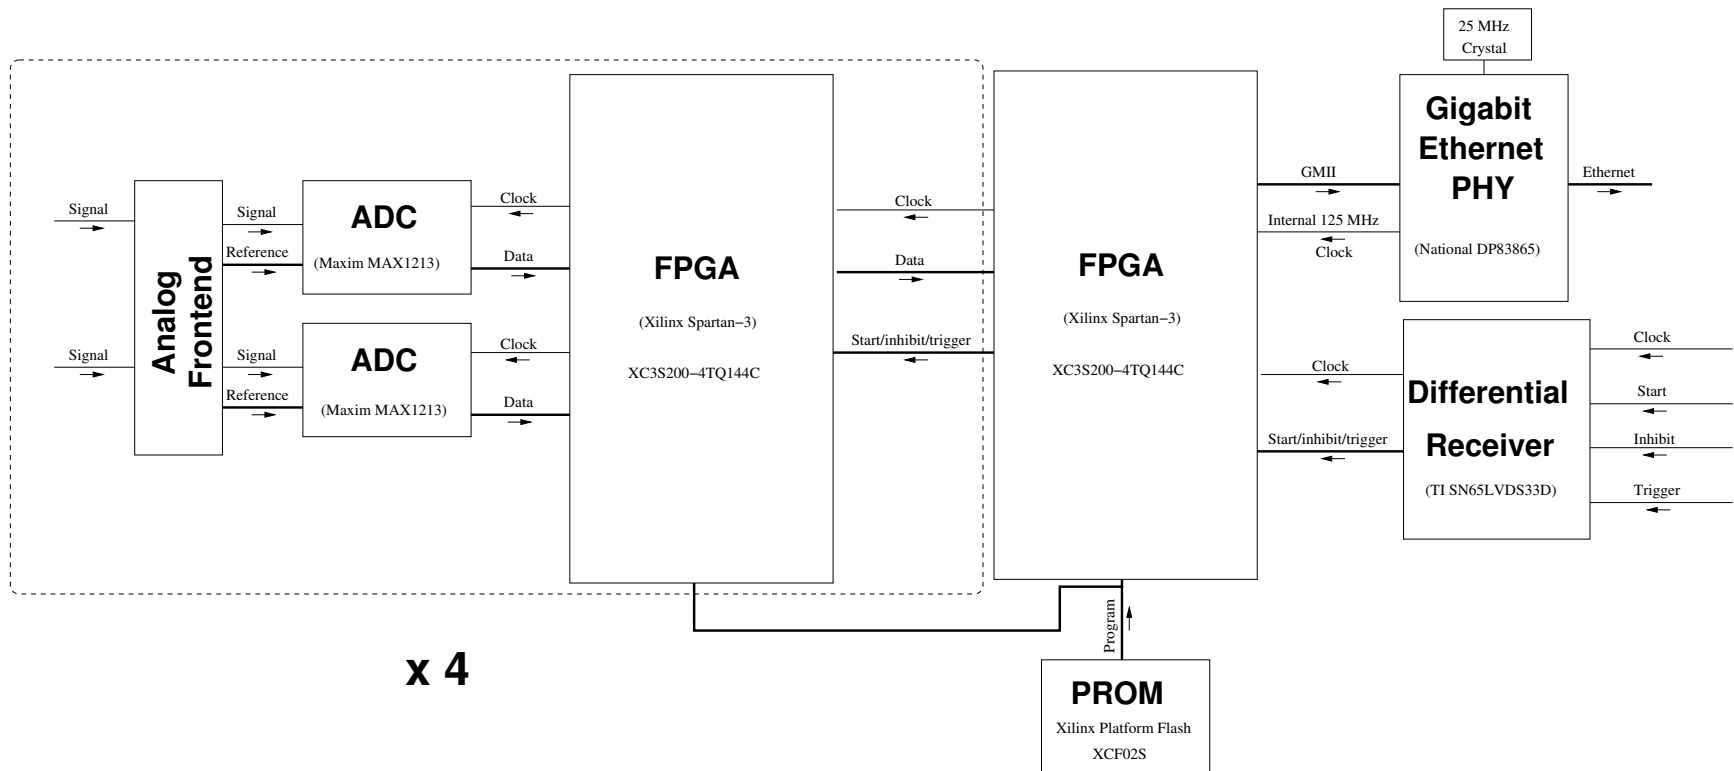 25 MHz
Crystal
Gigabit
Ethernet
PHY
(National DP83865)
GMII
Internal 125 MHz
Clock
Ethernet
Signal
Signal
Analog
Frontend
Signal
Reference
Signal
Reference
ADC
(Maxim MAX1213)
ADC
(Maxim MAX1213)
Clock
Data
Clock
Data
FPGA
(Xilinx Spartan−3)
XC3S200−4TQ144C
Clock
Data
Start/inhibit/trigger
FPGA
(Xilinx Spartan−3)
XC3S200−4TQ144C
Clock
Start/inhibit/trigger
Differential
Receiver
(TI SN65LVDS33D)
Clock
Start
Inhibit
Trigger
x 4
Program
PROM
Xilinx Platform Flash
XCF02S